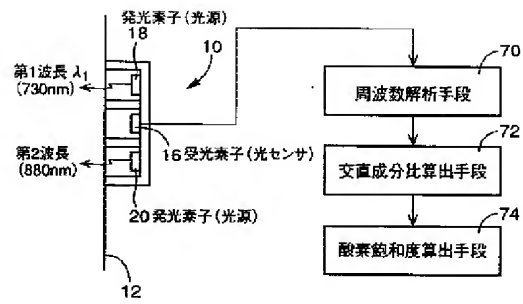 発光素子(光源)
18
10
第1波長 λ1
(730nm)
16 受光素子(光センサ)
第2波長
(880nm)
20 発光素子(光源)
12
70
周波数解析手段
72
交直成分比算出手段
74
酸素飽和度算出手段